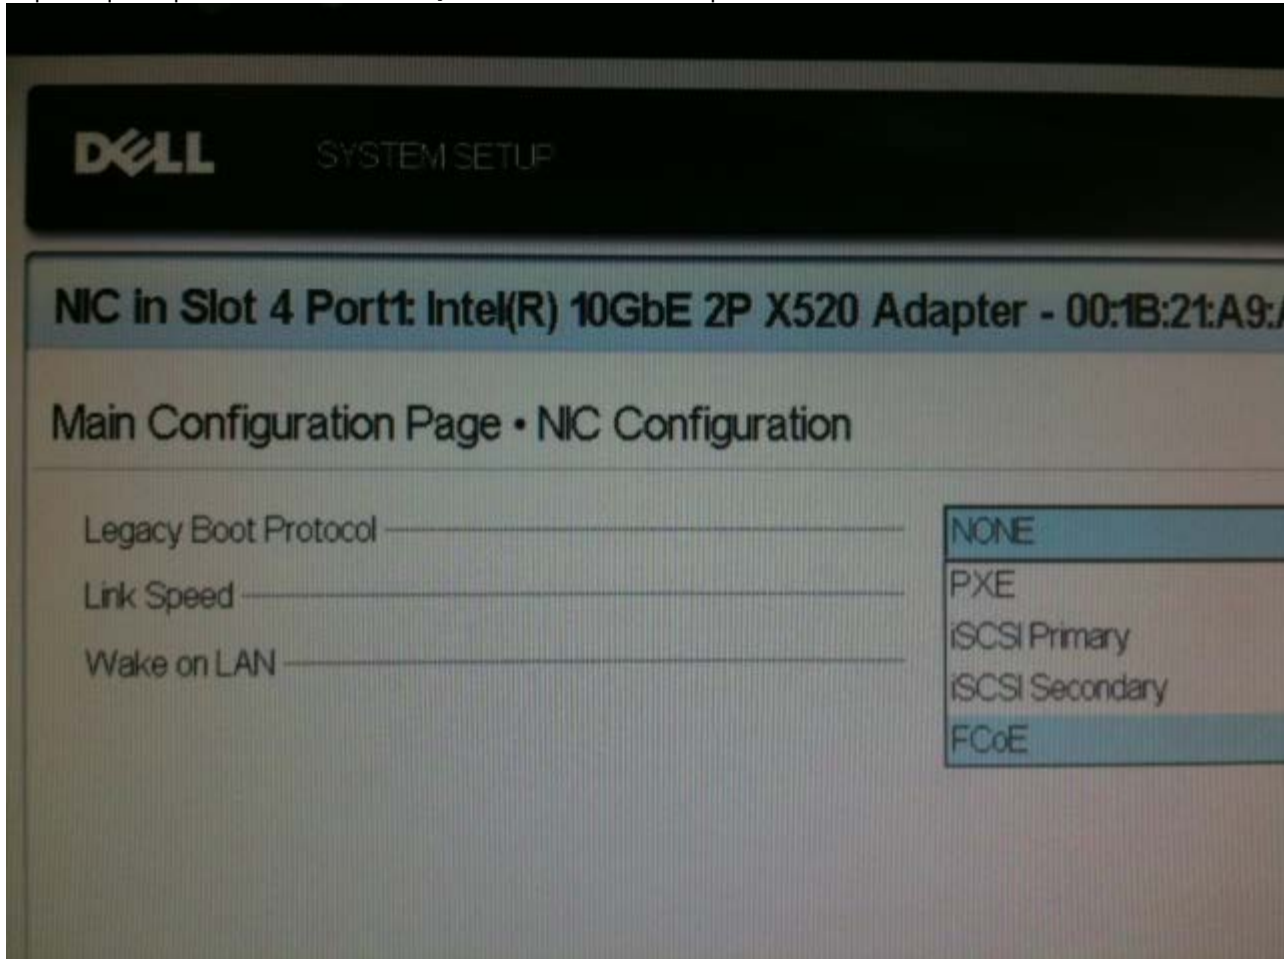 DELL SYSTEM SETUP
NIC in Slot 4 Port1: Intel(R) 10GbE 2P X520 Adapter - 00:1B:21:A9:
Main Configuration Page • NIC Configuration
Legacy Boot Protocol NONE
PXE
Link Speed
iSCSI Primary
Wake on LAN
iSCSI Secondary
FCoE